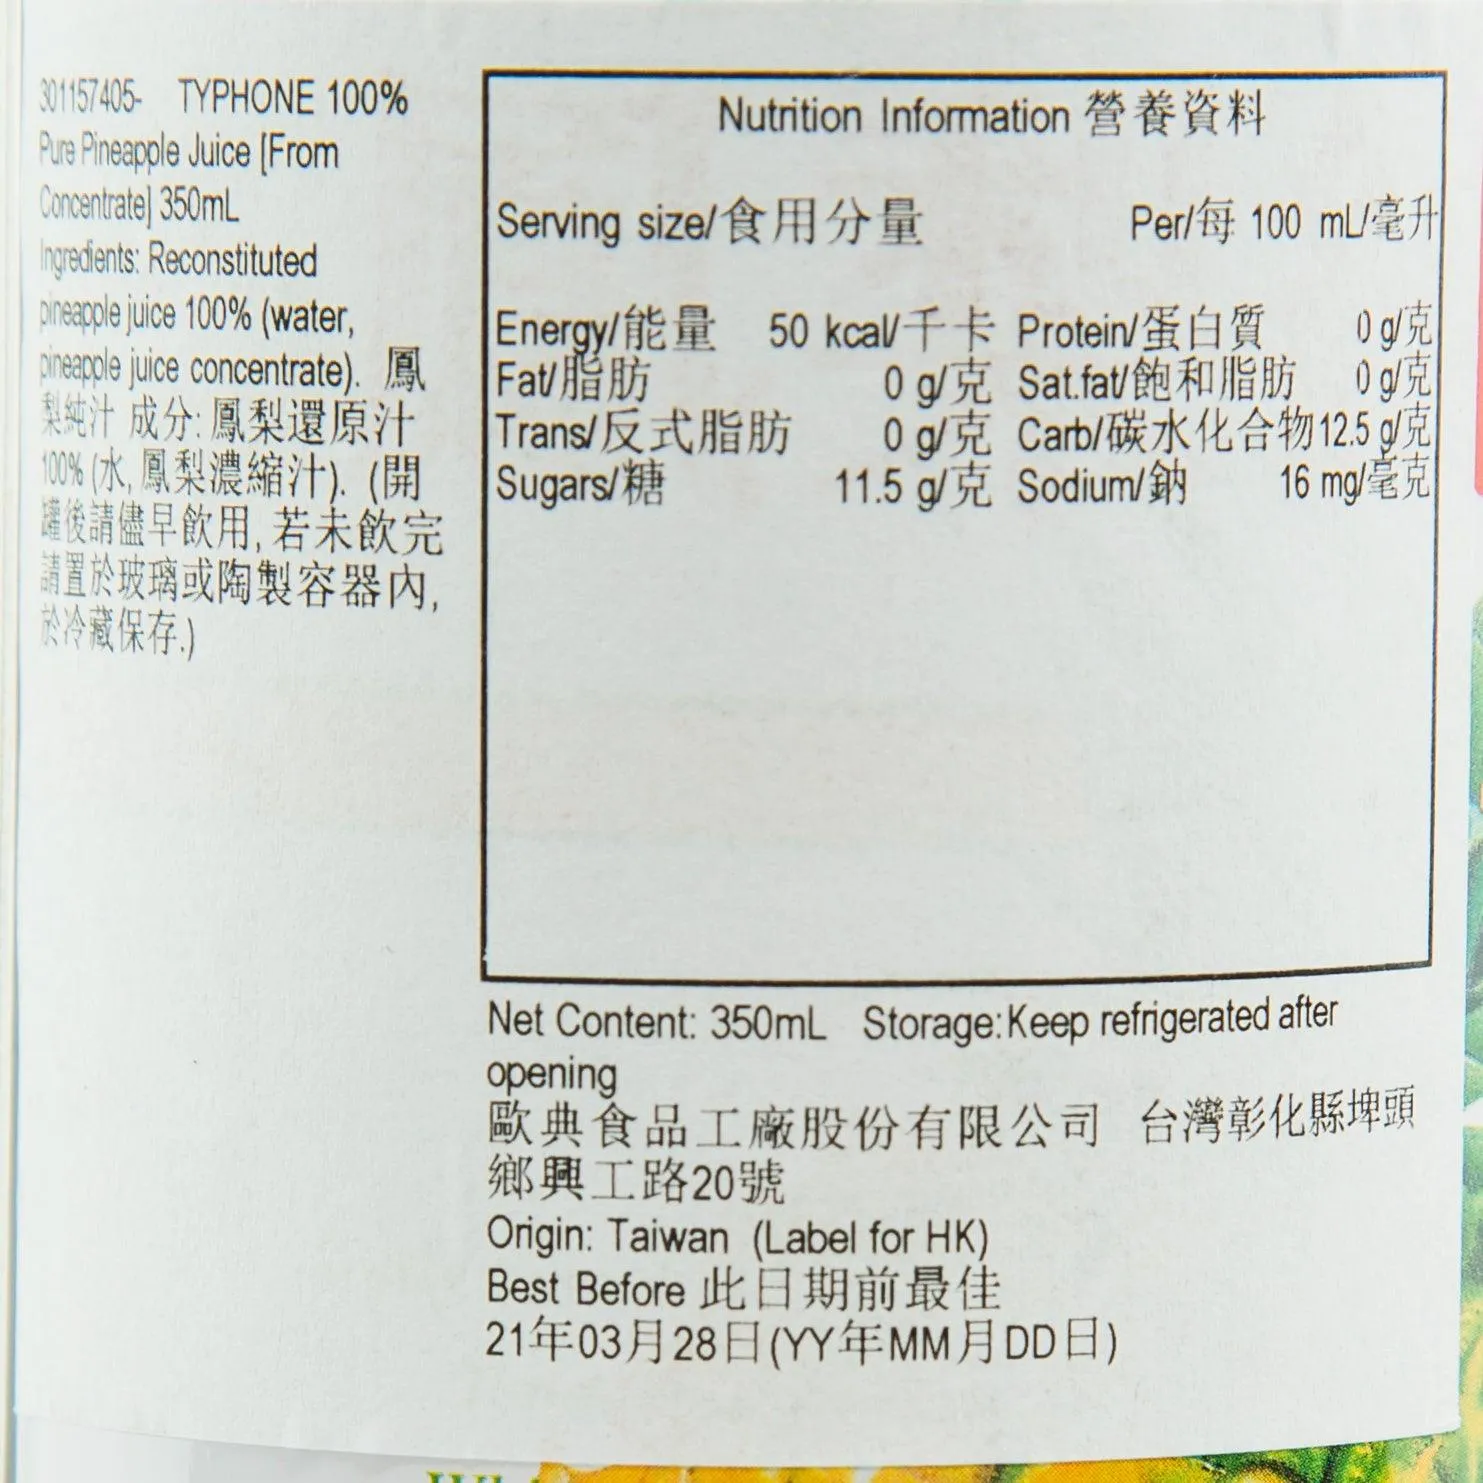 301157405- TYPHONE 100%
Pure Pineapple Juice [From
Concentrate] 350mL
Ingredients: Reconstituted
pineapple juice 100% (water,
pineapple juice concentrate). 鳳
梨純汁 成分: 鳳梨還原汁
100% (水, 鳳梨濃縮汁). (開
罐後請儘早飲用, 若未飲完
請置於玻璃或陶製容器內,
於冷藏保存.)
Nutrition Information 營養資料
Serving size/食用分量 Per/每 100 mL/毫升
Energy/能量 50 kcal/千卡 Protein/蛋白質 0 g/克
Fat/脂肪 0 g/克 Sat.fat/飽和脂肪 0 g/克
Trans/反式脂肪 0 g/克 Carb/碳水化合物12.5 g/克
Sugars/糖 11.5 g/克 Sodium/鈉 16 mg/毫克
Net Content: 350mL Storage:Keep refrigerated after
opening
歐典食品工廠股份有限公司 台灣彰化縣埤頭
鄉興工路20號
Origin: Taiwan (Label for HK)
Best Before 此日期前最佳
21年03月28日(YY年MM月DD日)